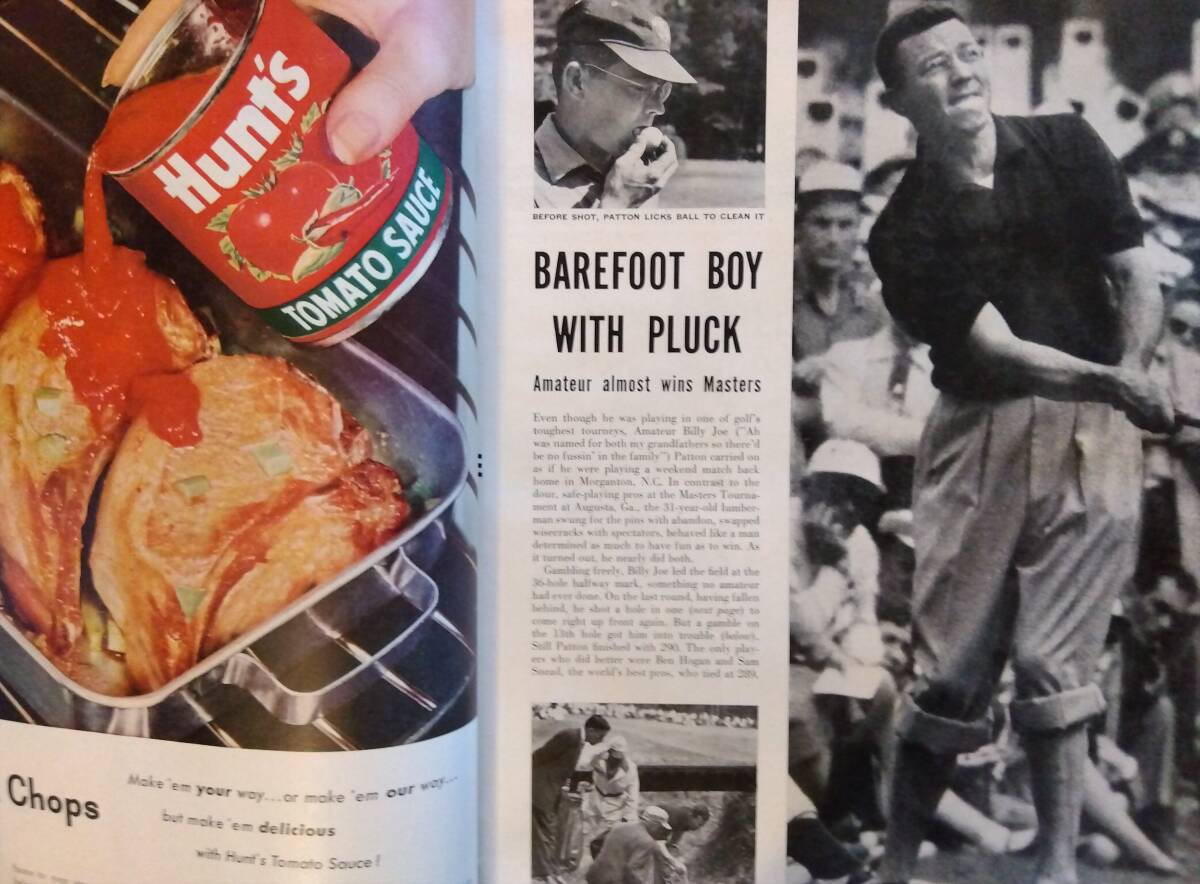 Hunt's
TOMATO SAUCE
Chops
Make 'em your way...or make 'em our way...
but make 'em delicious
with Hunt's Tomato Sauce!
BEFORE SHOT, PATTON LICKS BALL TO CLEAN IT
BAREFOOT BOY
WITH PLUCK
Amateur almost wins Masters
Even though he was playing in one of golf's
toughest tourneys, Amateur Billy Joe ("Ah
was named for both my grandfathers so there'd
be no fussin' in the family") Patton carried on
as if he were playing a weekend match back
home in Morganton, N.C. In contrast to the
dour, safe-playing pros at the Masters Tourna-
ment at Augusta, Ga., the 31-year-old lumber-
man swung for the pins with abandon, swapped
wisecracks with spectators, behaved like a man
determined as much to have fun as to win. As
it turned out, he nearly did both.
Gambling freely, Billy Joe led the field at the
36-hole halfway mark, something no amateur
had ever done. On the last round, having fallen
behind, he shot a hole in one (next page) to
come right up front again. But a gamble on
the 13th hole got him into trouble (below).
Still Patton finished with 290. The only play-
ers who did better were Ben Hogan and Sam
Snead, the world's best pros, who tied at 289.